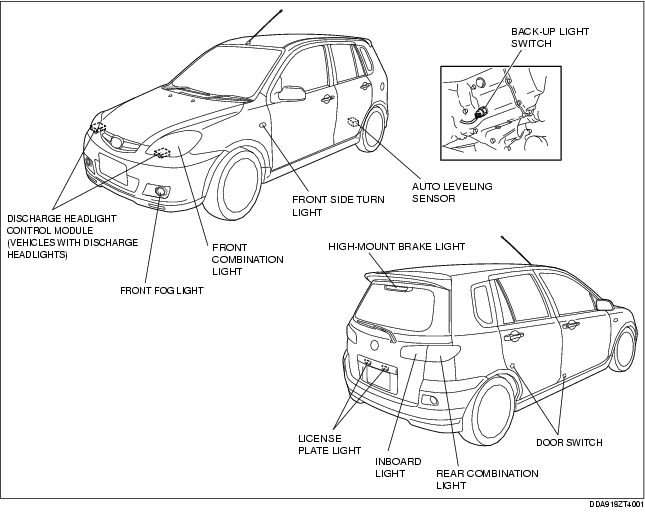 BACK-UP LIGHT
SWITCH
AUTO LEVELING
SENSOR
FRONT SIDE TURN
LIGHT
DISCHARGE HEADLIGHT
CONTROL MODULE
(VEHICLES WITH DISCHARGE
HEADLIGHTS)
FRONT
COMBINATION
LIGHT
FRONT FOG LIGHT
HIGH-MOUNT BRAKE LIGHT
LICENSE
PLATE LIGHT
INBOARD
LIGHT
REAR COMBINATION
LIGHT
DOOR SWITCH
DDA918ZT4001